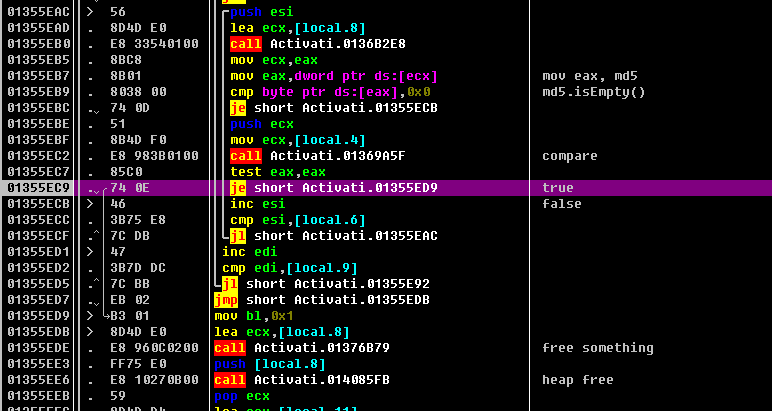 01355EAC > 56 push esi
01355EAD . 8D4D E0 lea ecx,[local.8]
01355EB0 . E8 33540100 call Activati.0136B2E8
01355EB5 . 8BC8 mov ecx,eax
01355EB7 . 8B01 mov eax,dword ptr ds:[ecx] mov eax, md5
01355EB9 . 8038 00 cmp byte ptr ds:[eax],0x0 md5.isEmpty()
01355EBC . 74 0D je short Activati.01355ECB
01355EBE . 51 push ecx
01355EBF . 8B4D F0 mov ecx,[local.4]
01355EC2 . E8 983B0100 call Activati.01369A5F compare
01355EC7 . 85C0 test eax,eax
01355EC9 . 74 0E je short Activati.01355ED9 true
01355ECB > 46 inc esi false
01355ECC . 3B75 E8 cmp esi,[local.6]
01355ECF .^ 7C DB jl short Activati.01355EAC
01355ED1 > 47 inc edi
01355ED2 . 3B7D DC cmp edi,[local.9]
01355ED5 .^ 7C BB jl short Activati.01355E92
01355ED7 . EB 02 jmp short Activati.01355EDB
01355ED9 > B3 01 mov bl,0x1
01355EDB > 8D4D E0 lea ecx,[local.8]
01355EDE . E8 960C0200 call Activati.01376B79 free something
01355EE3 . FF75 E0 push [local.8]
01355EE6 . E8 10270B00 call Activati.014085FB heap free
01355EEB . 59 pop ecx